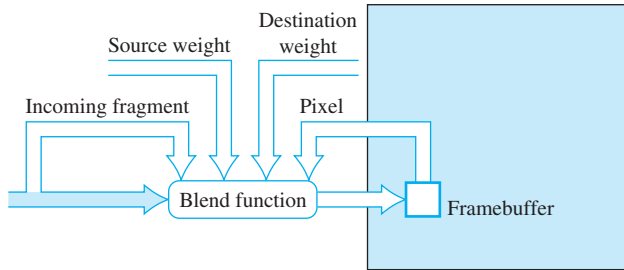 Destination
weight
Source weight
Incoming fragment
Pixel
Blend function
Framebuffer